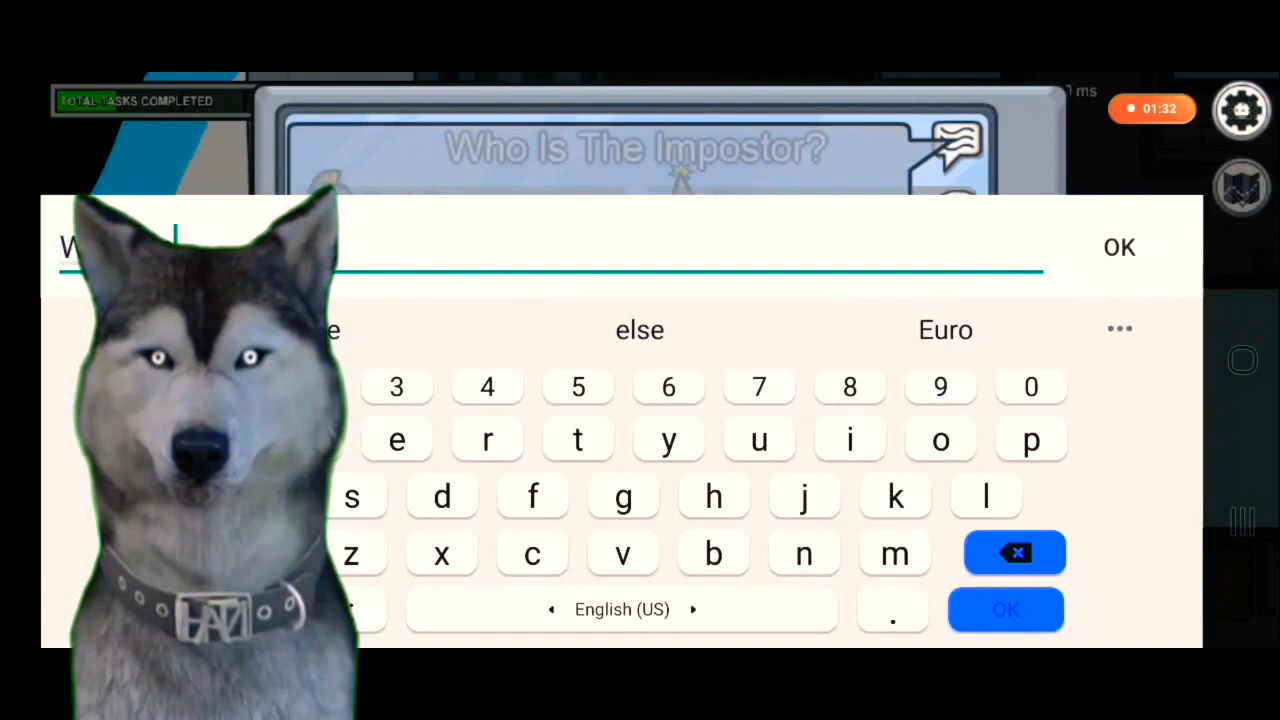 TOTAL TASKS COMPLETED
01:32
Who Is The Impostor?
OK
else
Euro
3 4 5 6 7 8 9 0
e r t y u i o p
s d f g h j k l
z x c v b n m
English (US) .
OK